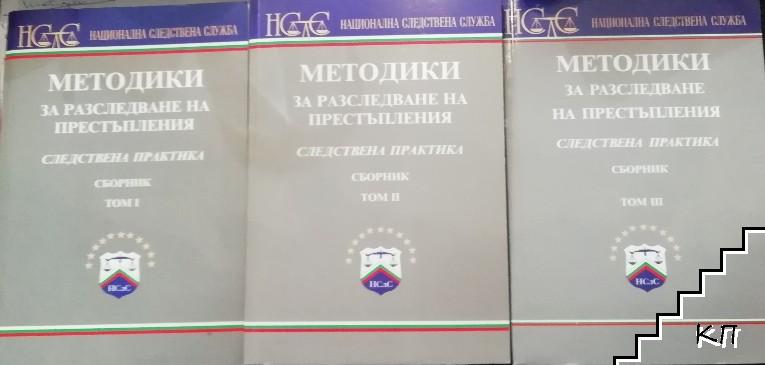 НСлС НАЦИОНАЛНА СЛЕДСТВЕНА СЛУЖБА
МЕТОДИКИ
ЗА РАЗСЛЕДВАНЕ НА
ПРЕСТЪПЛЕНИЯ
СЛЕДСТВЕНА ПРАКТИКА
СБОРНИК
ТОМ I
НСлС
НСлС НАЦИОНАЛНА СЛЕДСТВЕНА СЛУЖБА
МЕТОДИКИ
ЗА РАЗСЛЕДВАНЕ НА
ПРЕСТЪПЛЕНИЯ
СЛЕДСТВЕНА ПРАКТИКА
СБОРНИК
ТОМ II
НСлС
НСлС НАЦИОНАЛНА СЛЕДСТВЕНА СЛУЖБА
МЕТОДИКИ
ЗА РАЗСЛЕДВАНЕ
НА ПРЕСТЪПЛЕНИЯ
СЛЕДСТВЕНА ПРАКТИКА
СБОРНИК
ТОМ III
НСлС
КП